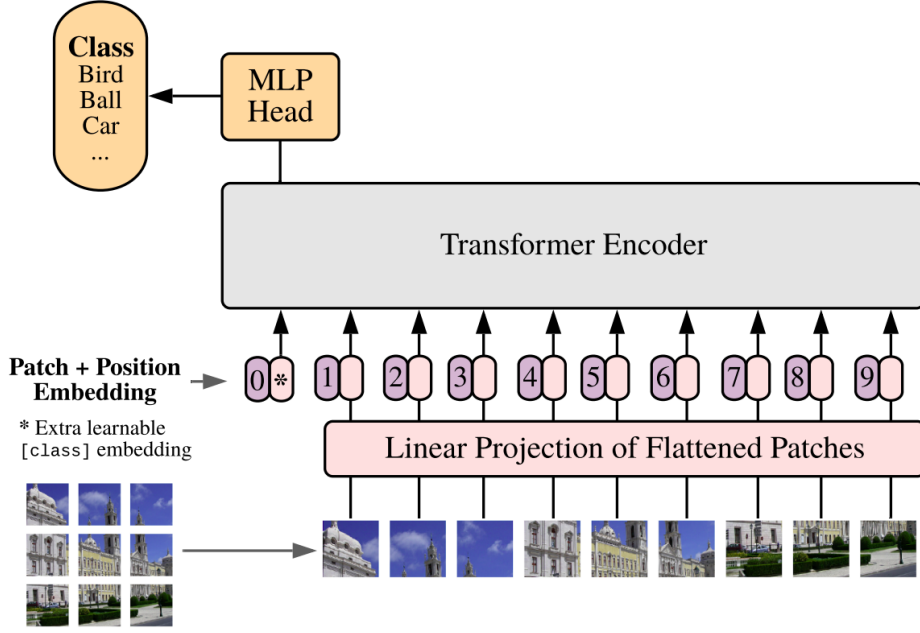 Class
Bird
Ball
Car
...
MLP
Head
Transformer Encoder
Patch + Position
Embedding
0 * 1 2 3 4 5 6 7 8 9
* Extra learnable
[class] embedding
Linear Projection of Flattened Patches